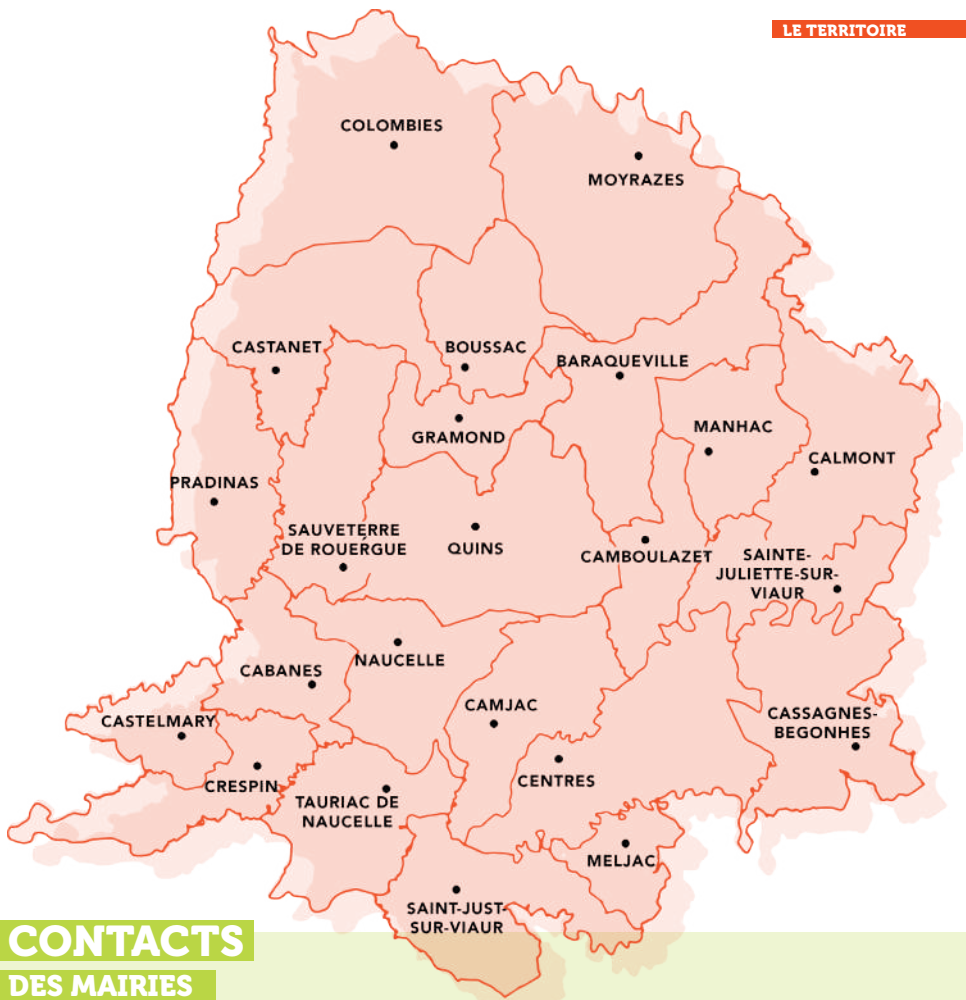 LE TERRITOIRE
COLOMBIES
MOYRAZES
CASTANET
BOUSSAC
BARAQUEVILLE
GRAMOND
MANHAC
CALMONT
PRADINAS
SAUVETERRE
DE ROUERGUE
QUINS
CAMBOULAZET
SAINTE-
JULIETTE-SUR-
VIAUR
CABANES
NAUCELLE
CASTELMARY
CAMJAC
CASSAGNES-
BEGONHES
CRESPIN
CENTRES
TAURIAC DE
NAUCELLE
MELJAC
SAINT-JUST-
SUR-VIAUR
CONTACTS
DES MAIRIES